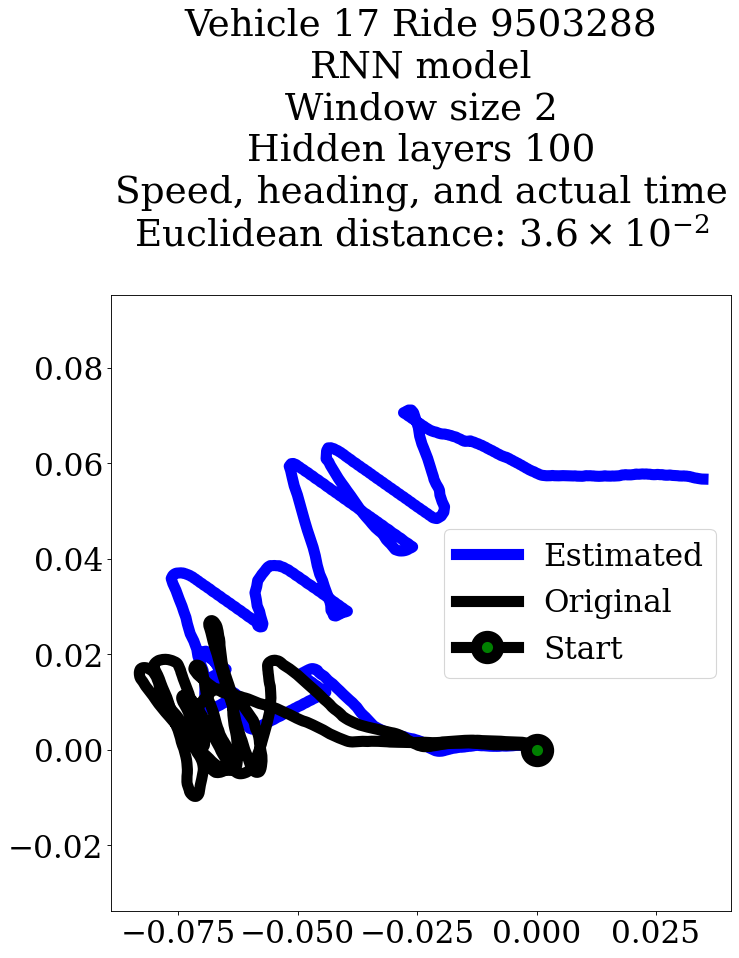 Vehicle 17 Ride 9503288
RNN model
Window size 2
Hidden layers 100
Speed, heading, and actual time
Euclidean distance: 3.6 × 10⁻²
0.08
0.06
0.04
0.02
0.00
−0.02
Estimated
Original
Start
−0.075 −0.050 −0.025 0.000 0.025